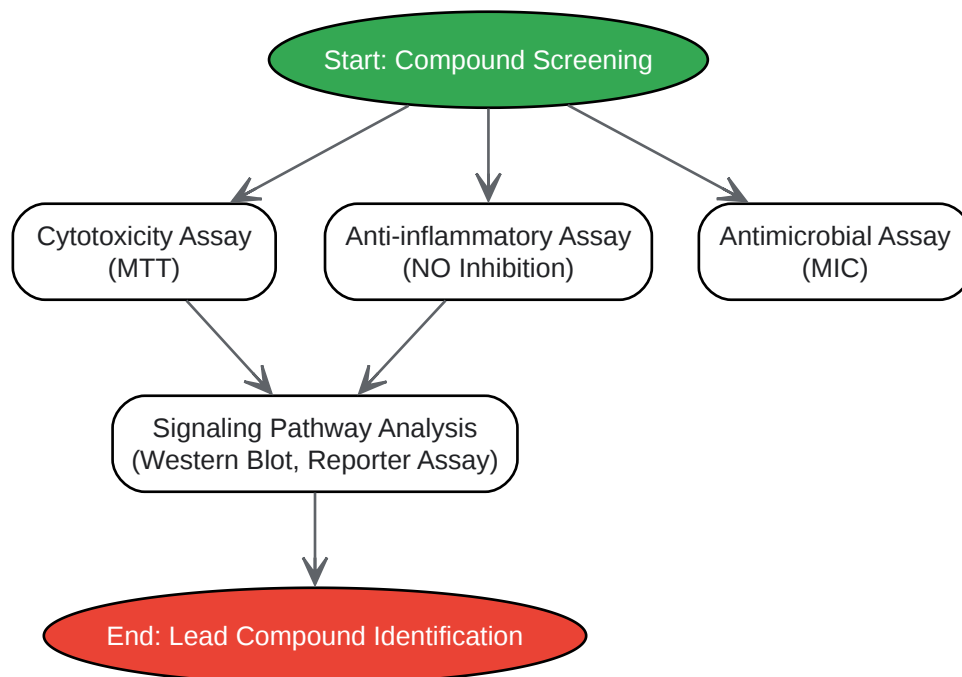 Start: Compound Screening
Cytotoxicity Assay
(MTT)
Anti-inflammatory Assay
(NO Inhibition)
Antimicrobial Assay
(MIC)
Signaling Pathway Analysis
(Western Blot, Reporter Assay)
End: Lead Compound Identification